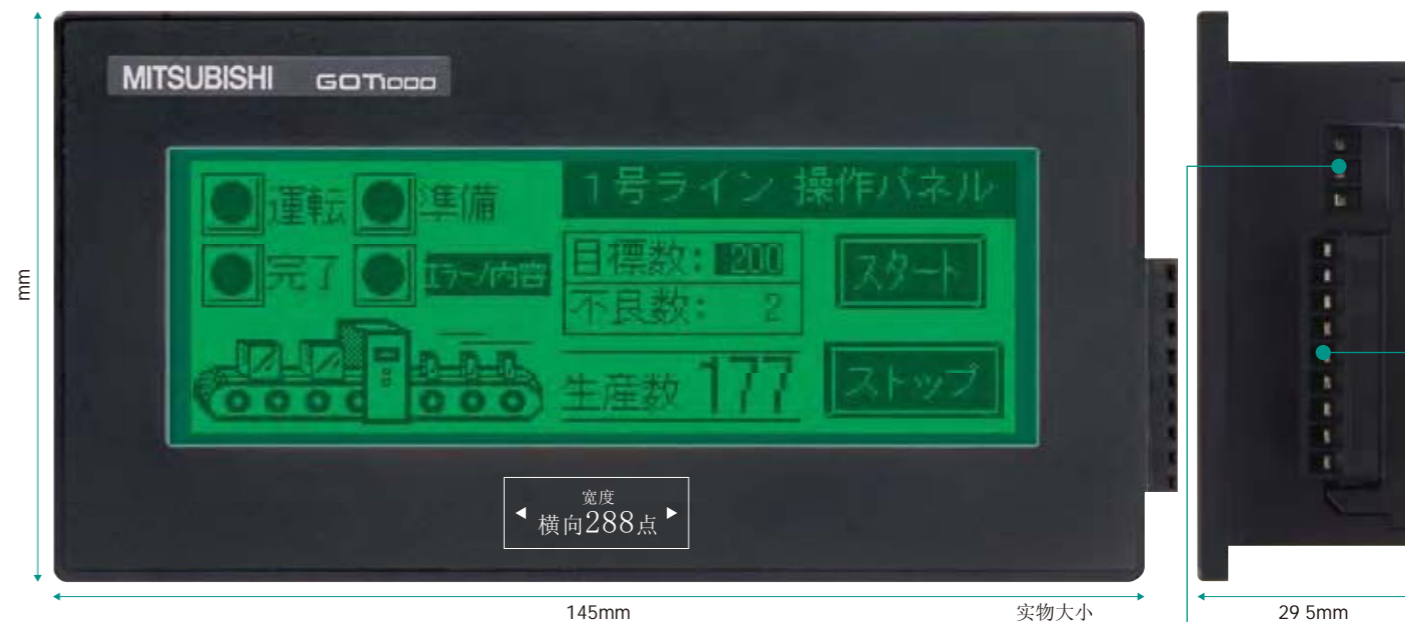 MITSUBISHI GOT1000
1号ライン 操作パネル
運転 準備
完了 エラー内容
目標数: 200
不良数: 2
生産数 177
スタート
ストップ
宽度
横向288点
mm
145mm
实物大小
29 5mm